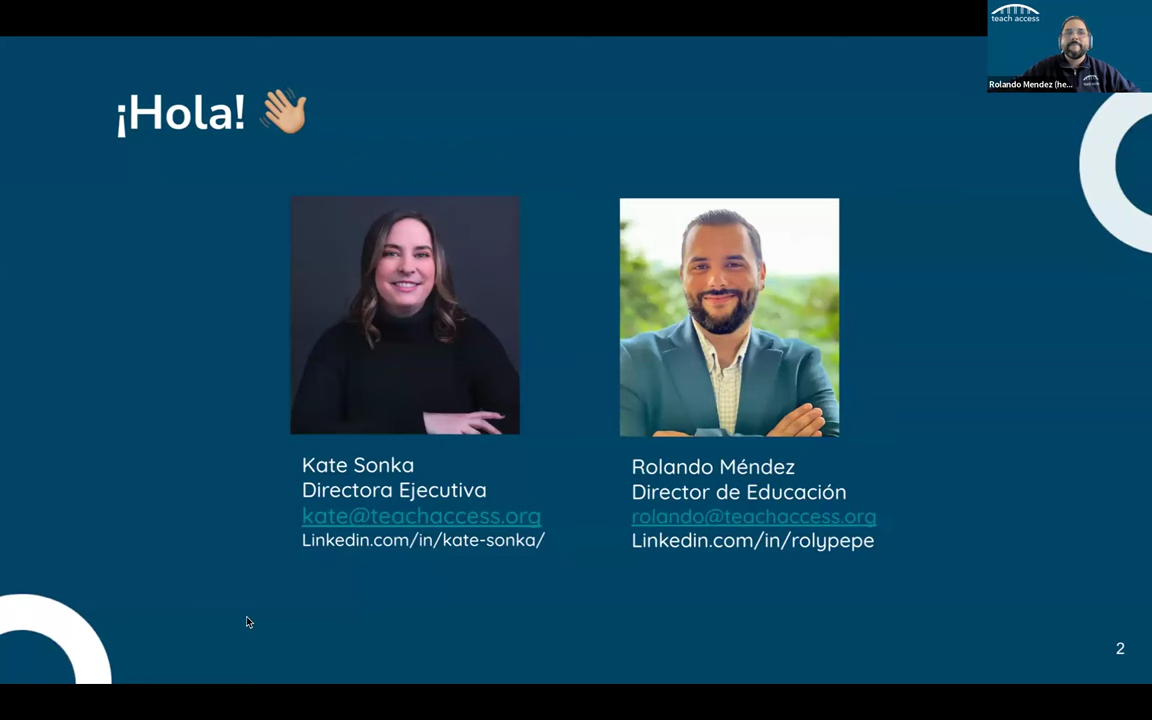 teach access
Rolando Mendez (he...
¡Hola! 👋🏼
Kate Sonka
Directora Ejecutiva
kate@teachaccess.org
Linkedin.com/in/kate-sonka/
Rolando Méndez
Director de Educación
rolando@teachaccess.org
Linkedin.com/in/rolypepe
2